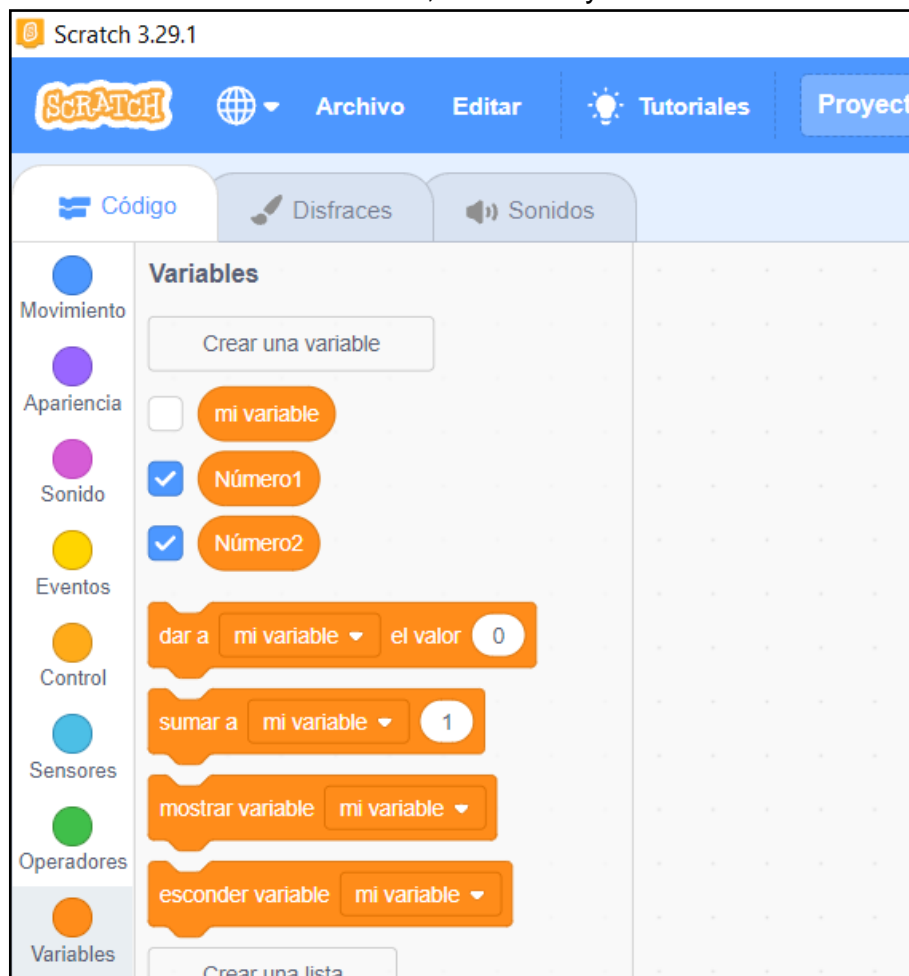 Scratch 3.29.1
SCRATCH Archivo Editar Tutoriales Proyect
Código Disfraces Sonidos
Variables
Movimiento
Crear una variable
Apariencia
mi variable
Sonido
Número1
Número2
Eventos
dar a mi variable el valor 0
Control
sumar a mi variable 1
Sensores
mostrar variable mi variable
Operadores
esconder variable mi variable
Variables
Crear una lista